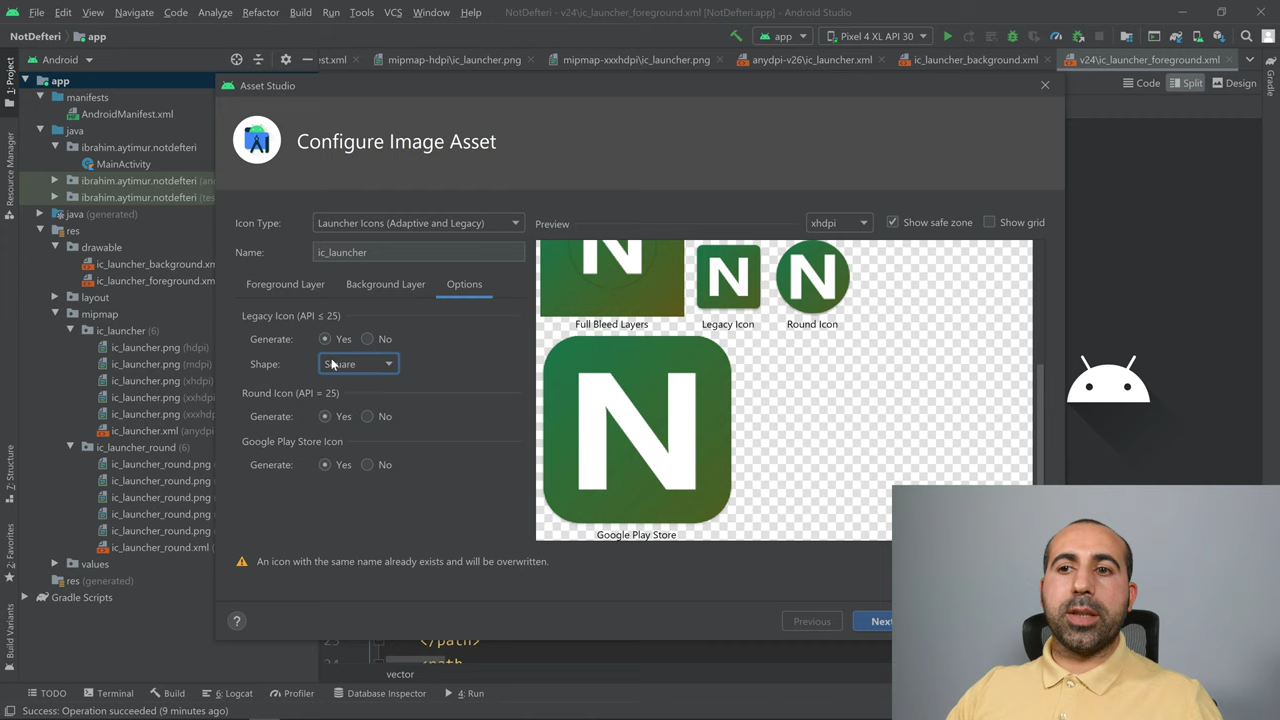 File Edit View Navigate Code Analyze Refactor Build Run Tools VCS Window Help NotDefteri - v24\ic_launcher_foreground.xml [NotDefteri.app] - Android Studio
NotDefteri app app Pixel 4 XL API 30
Android est.xml mipmap-hdpi\ic_launcher.png mipmap-xxxhdpi\ic_launcher.png anydpi-v26\ic_launcher.xml ic_launcher_background.xml v24\ic_launcher_foreground.xml
1: Project
Resource Manager
Z: Structure
2: Favorites
Build Variants
Gradle
Code Split Design
app
manifests
AndroidManifest.xml
java
ibrahim.aytimur.notdefteri
MainActivity
ibrahim.aytimur.notdefteri (an
ibrahim.aytimur.notdefteri (tes
java (generated)
res
drawable
ic_launcher_background.xm
ic_launcher_foreground.xm
layout
mipmap
ic_launcher (6)
ic_launcher.png (hdpi)
ic_launcher.png (mdpi)
ic_launcher.png (xhdpi)
ic_launcher.png (xxhdpi)
ic_launcher.png (xxxhd
ic_launcher.xml (anydpi
ic_launcher_round (6)
ic_launcher_round.png
ic_launcher_round.png
ic_launcher_round.png
ic_launcher_round.png
ic_launcher_round.png
ic_launcher_round.xml
values
res (generated)
Gradle Scripts
Asset Studio
Configure Image Asset
Icon Type: Launcher Icons (Adaptive and Legacy)
Name: ic_launcher
Foreground Layer Background Layer Options
Legacy Icon (API ≤ 25)
Generate: Yes No
Shape: Square
Round Icon (API = 25)
Generate: Yes No
Google Play Store Icon
Generate: Yes No
Preview xhdpi Show safe zone Show grid
N N N
Full Bleed Layers Legacy Icon Round Icon
N
Google Play Store
An icon with the same name already exists and will be overwritten.
? Previous Next
</path>
<path
vector
TODO Terminal Build 6: Logcat Profiler Database Inspector 4: Run
Success: Operation succeeded (9 minutes ago)